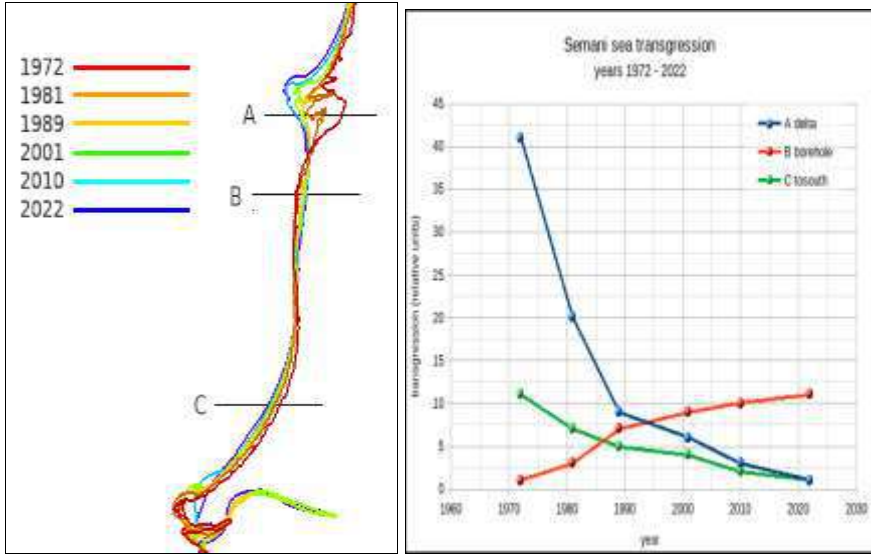 1972
1981
1989
2001
2010
2022
A
B
C
Semani sea transgression
years 1972 - 2022
A delta
B borehole
C tosouth
transgression (relative units)
45
40
35
30
25
20
15
10
5
0
1960 1970 1980 1990 2000 2010 2020 2030
year